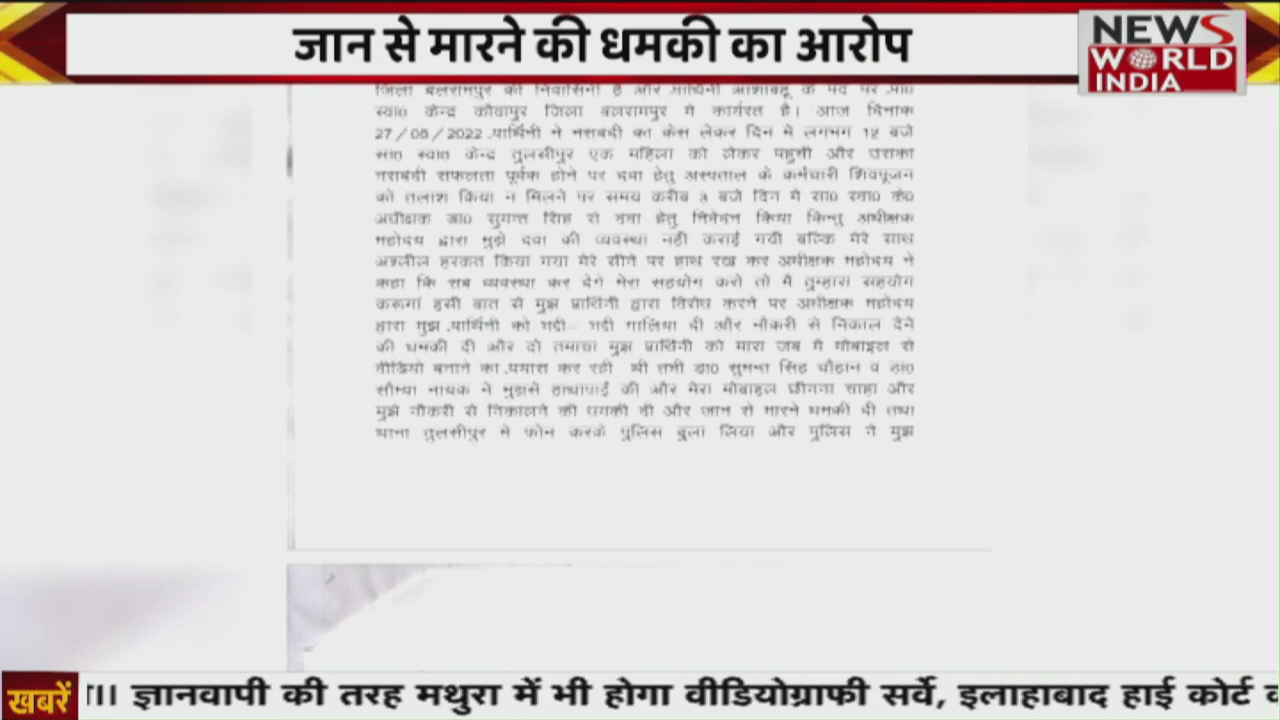 जान से मारने की धमकी का आरोप
NEWS
WORLD
INDIA
जिला बलरामपुर की निवासिनी है और प्रार्थिनी आशाबहू के पद पर प्रा0
स्वा0 केन्द्र कौवापुर जिला बलरामपुर मे कार्यरत है। आज दिनांक
27/08/2022 प्रार्थिनी ने नसबंदी का केस लेकर दिन मे लगभग 12 बजे
सा0 स्वा0 केन्द्र तुलसीपुर एक महिला को लेकर पहुची और उसका
नसबंदी सफलता पूर्वक होने पर दवा हेतु अस्पताल के कर्मचारी शिवपूजन
को तलाश किया न मिलने पर समय करीब 3 बजे दिन मे सा0 स्वा0 के0
अधीक्षक डा0 सुमन्त सिंह से दवा हेतु निवेदन किया किन्तु अधीक्षक
महोदय द्वारा मुझे दवा की व्यवस्था नही कराई गयी बल्कि मेरे साथ
अश्लील हरकत किया गया मेरे सीने पर हाथ रख कर अधीक्षक महोदय ने
कहा कि सब व्यवस्था कर देगे मेरा सहयोग करो तो मै तुम्हारा सहयोग
करूगां इसी बात से मुझ प्रार्थिनी द्वारा विरोध करने पर अधीक्षक महोदय
द्वारा मुझ प्रार्थिनी को भद्दी– भद्दी गालिया दी और नौकरी से निकाल देने
की धमकी दी और दो तमाचा मुझ प्रार्थिनी को मारा जब मै मोबाइल से
वीडियो बनाने का प्रयास कर रही थी तभी डा0 सुमन्त सिंह चौहान व डा0
सौम्या नायक ने मुझसे हाथापाई की और मेरा मोबाइल छीनना चाहा और
मुझे नौकरी से निकालने की धमकी दी और जान से मारने धमकी दी तथा
थाना तुलसीपुर मे फोन करके पुलिस बुला लिया और पुलिस ने मुझ
खबरें
।। ज्ञानवापी की तरह मथुरा में भी होगा वीडियोग्राफी सर्वे, इलाहाबाद हाई कोर्ट